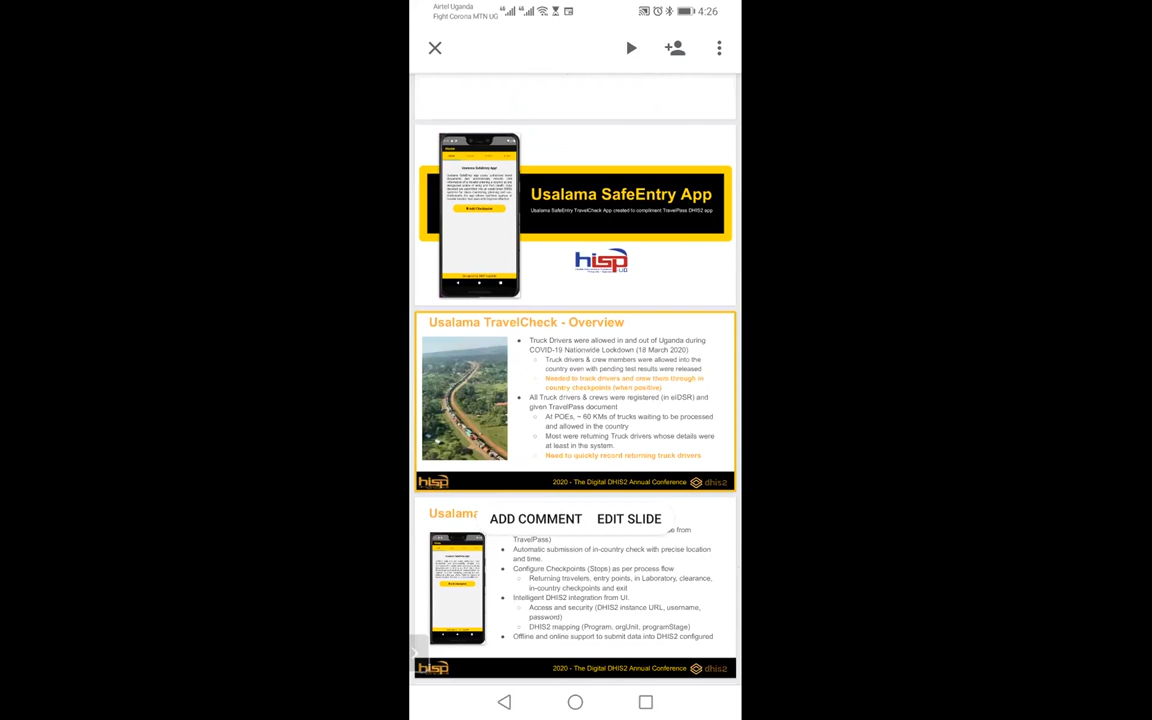 Airtel Uganda
Fight Corona MTN UG
4:26
Home
Usalama SafeEntry App!
Add Checkpoint
Usalama SafeEntry App
Usalama SafeEntry TravelCheck App created to compliment TravelPass DHIS2 app
hisp
UG
Usalama TravelCheck - Overview
● Truck Drivers were allowed in and out of Uganda during
COVID-19 Nationwide Lockdown (18 March 2020)
○ Truck drivers & crew members were allowed into the
country even with pending test results were released
○ Needed to track drivers and crew them through in
country checkpoints (when positive)
● All Truck drivers & crews were registered (in eIDSR) and
given TravelPass document
○ At POEs, ~ 60 KMs of trucks waiting to be processed
and allowed in the country
○ Most were returning Truck drivers whose details were
at least in the system.
○ Need to quickly record returning truck drivers
hisp
2020 - The Digital DHIS2 Annual Conference
dhis2
Usalama
ADD COMMENT
EDIT SLIDE
e from
TravelPass)
● Automatic submission of in-country check with precise location
and time.
● Configure Checkpoints (Stops) as per process flow
○ Returning travelers, entry points, in Laboratory, clearance,
in-country checkpoints and exit
● Intelligent DHIS2 integration from UI.
○ Access and security (DHIS2 instance URL, username,
password)
○ DHIS2 mapping (Program, orgUnit, programStage)
● Offline and online support to submit data into DHIS2 configured
hisp
2020 - The Digital DHIS2 Annual Conference
dhis2